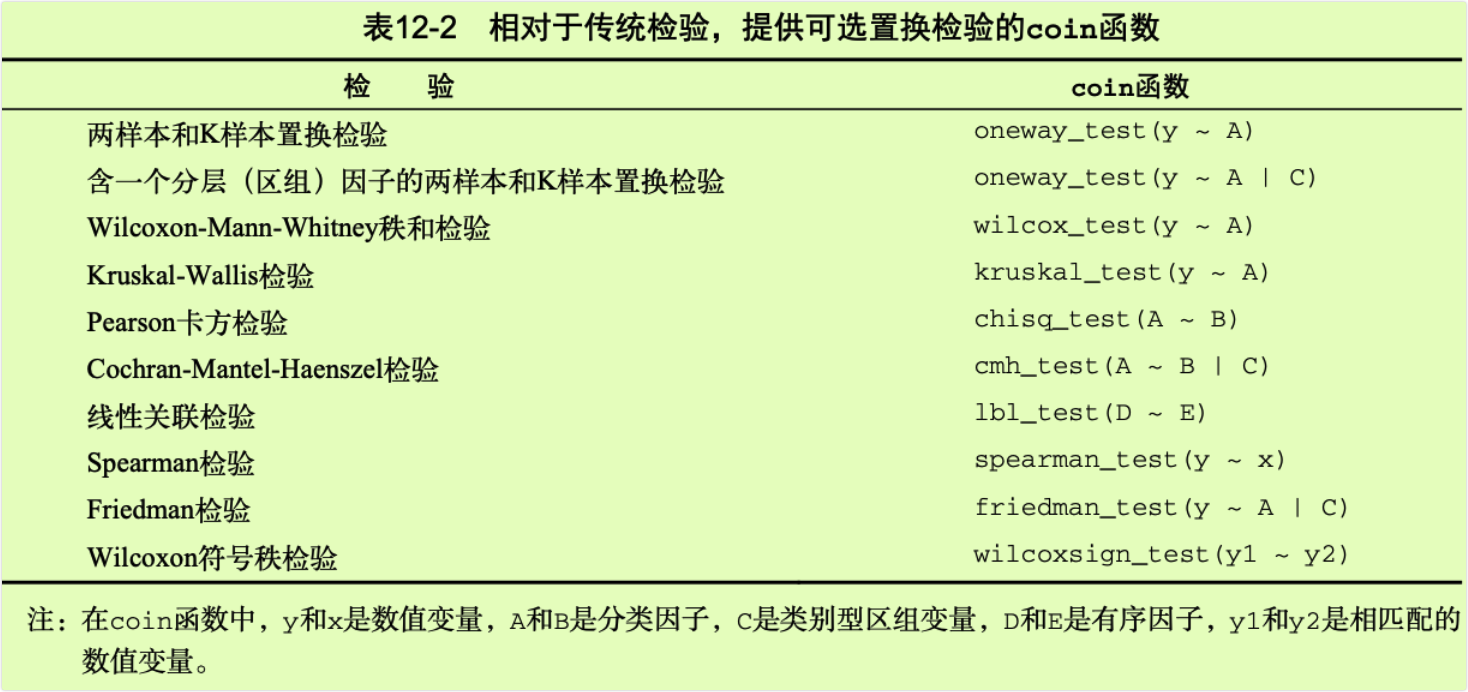 表12-2 相对于传统检验，提供可选置换检验的coin函数
检 验 coin函数
两样本和K样本置换检验 oneway_test(y ~ A)
含一个分层（区组）因子的两样本和K样本置换检验 oneway_test(y ~ A | C)
Wilcoxon-Mann-Whitney秩和检验 wilcox_test(y ~ A)
Kruskal-Wallis检验 kruskal_test(y ~ A)
Pearson卡方检验 chisq_test(A ~ B)
Cochran-Mantel-Haenszel检验 cmh_test(A ~ B | C)
线性关联检验 lbl_test(D ~ E)
Spearman检验 spearman_test(y ~ x)
Friedman检验 friedman_test(y ~ A | C)
Wilcoxon符号秩检验 wilcoxsign_test(y1 ~ y2)
注：在coin函数中，y和x是数值变量，A和B是分类因子，C是类别型区组变量，D和E是有序因子，y1和y2是相匹配的
数值变量。